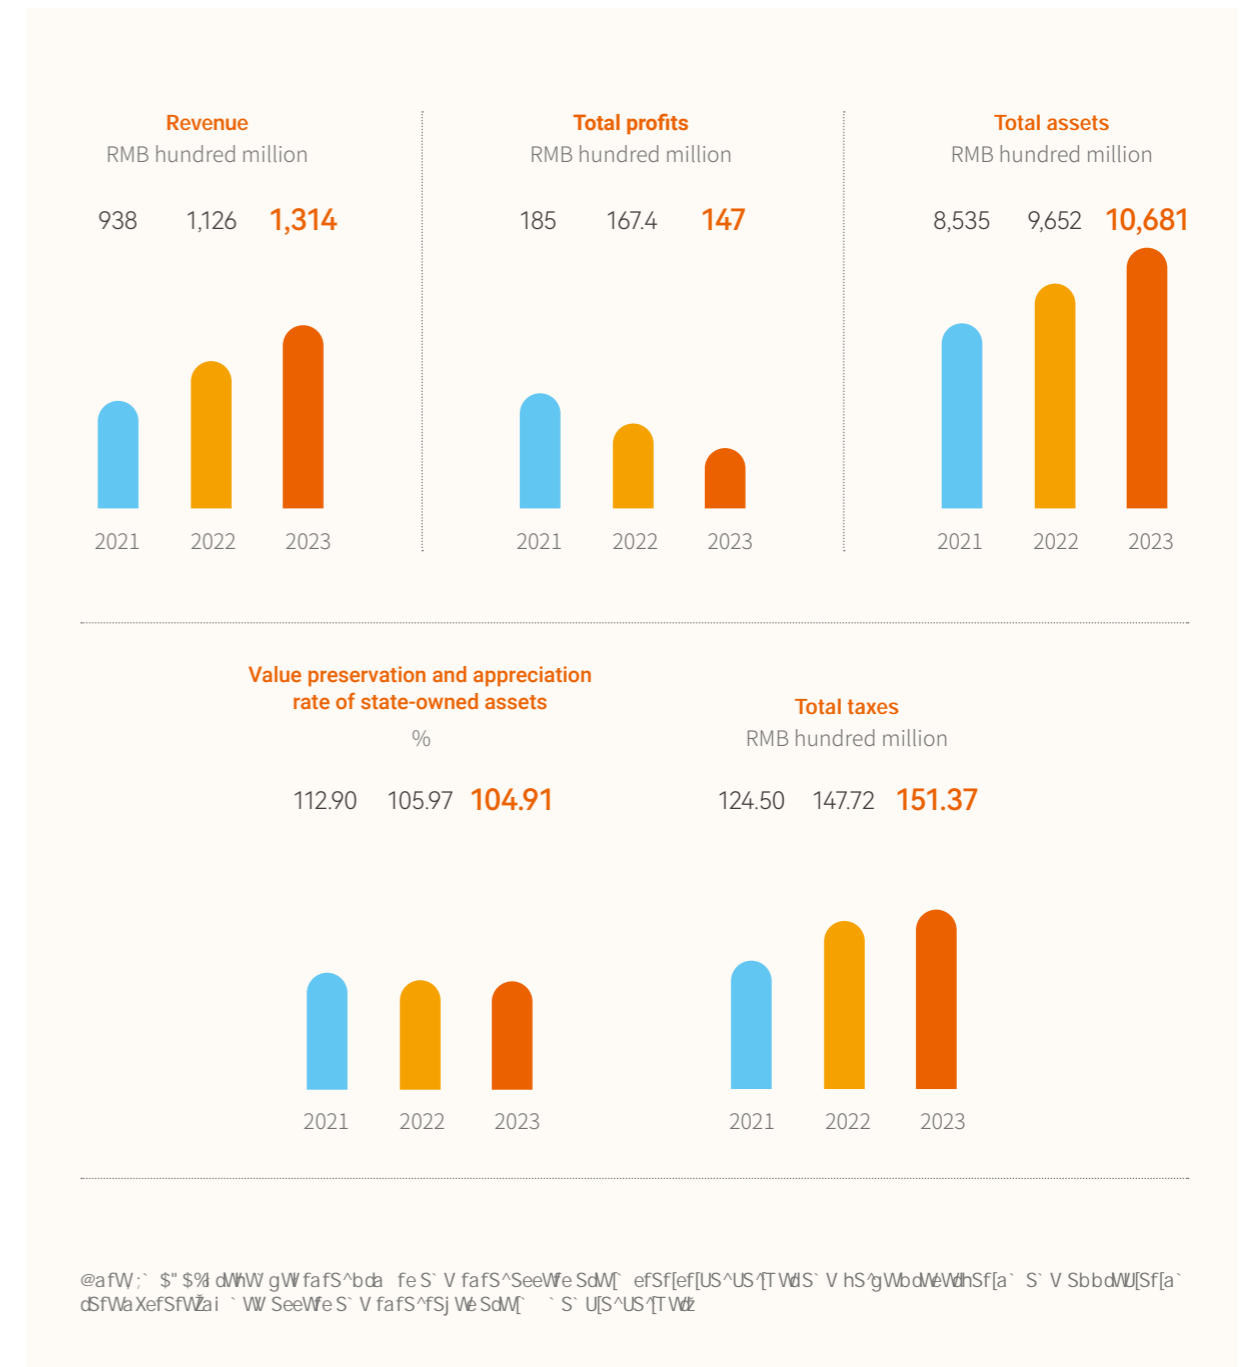 Revenue
RMB hundred million
938 1,126 1,314
2021 2022 2023
Total profits
RMB hundred million
185 167.4 147
2021 2022 2023
Total assets
RMB hundred million
8,535 9,652 10,681
2021 2022 2023
Value preservation and appreciation
rate of state-owned assets
%
112.90 105.97 104.91
2021 2022 2023
Total taxes
RMB hundred million
124.50 147.72 151.37
2021 2022 2023